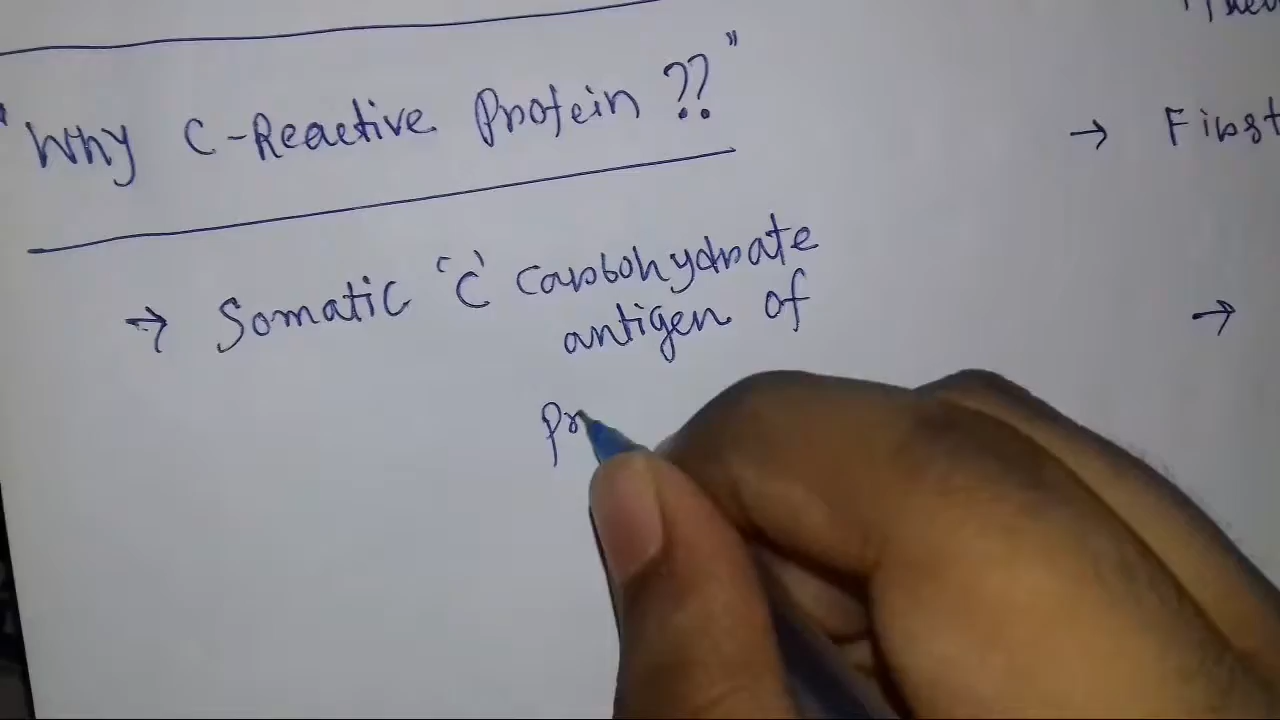 "Why C-Reactive Protein ??"
→ Somatic 'C' Carbohydrate
antigen of
→ First
→